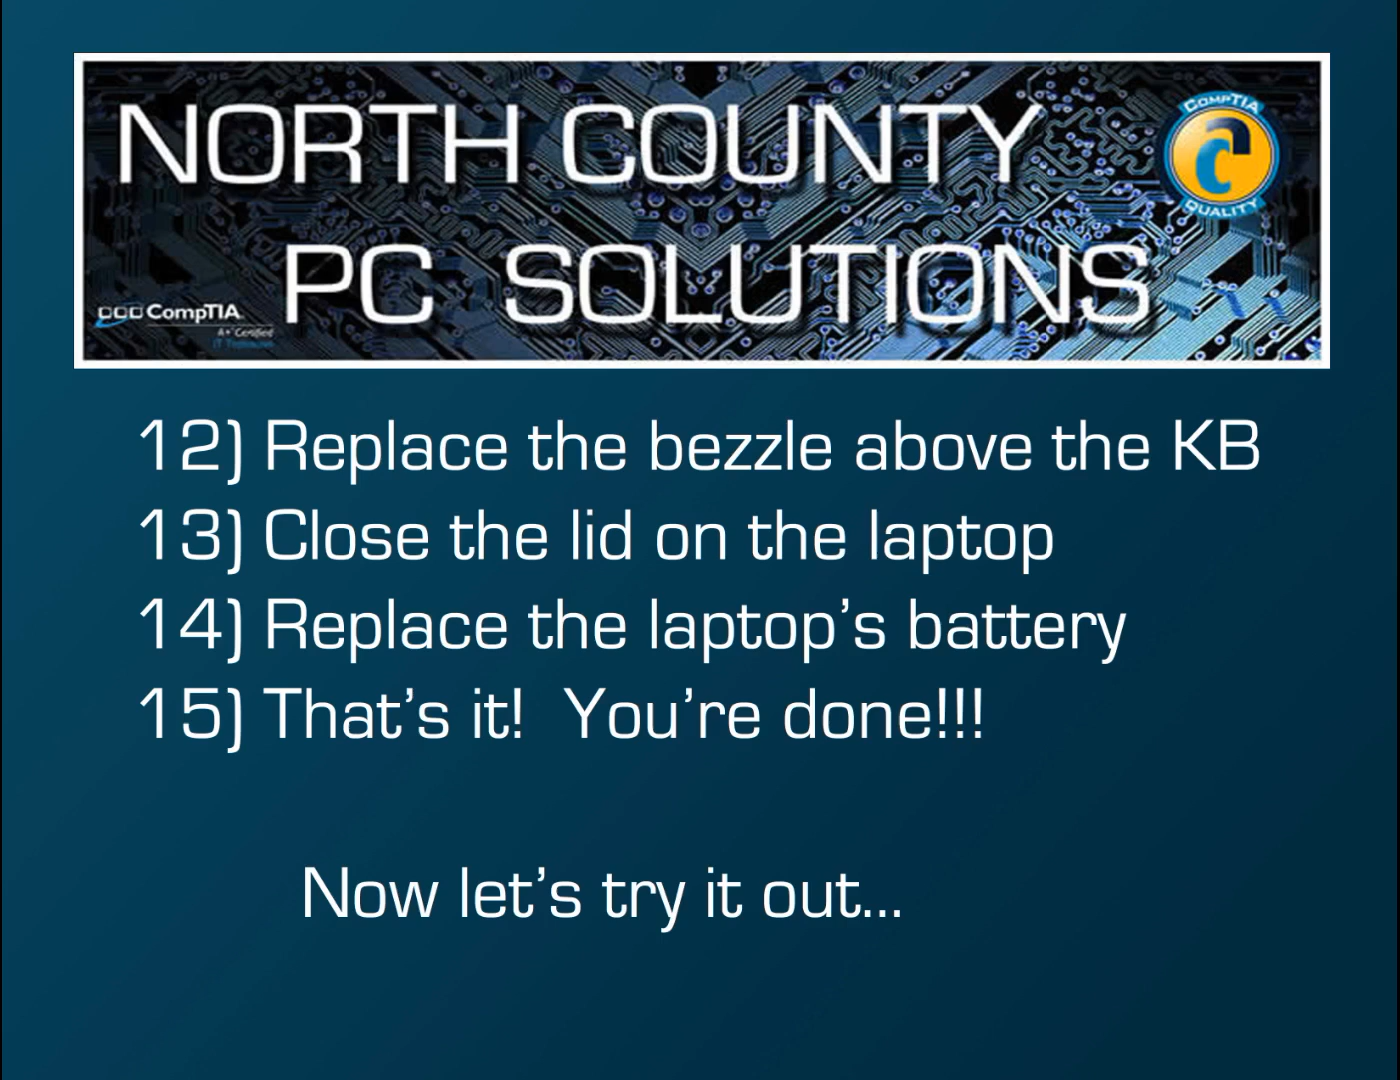 NORTH COUNTY
COMPTIA
QUALITY
PC SOLUTIONS
CompTIA
A+ Certified
12) Replace the bezzle above the KB
13) Close the lid on the laptop
14) Replace the laptop's battery
15) That's it!  You're done!!!
Now let's try it out...